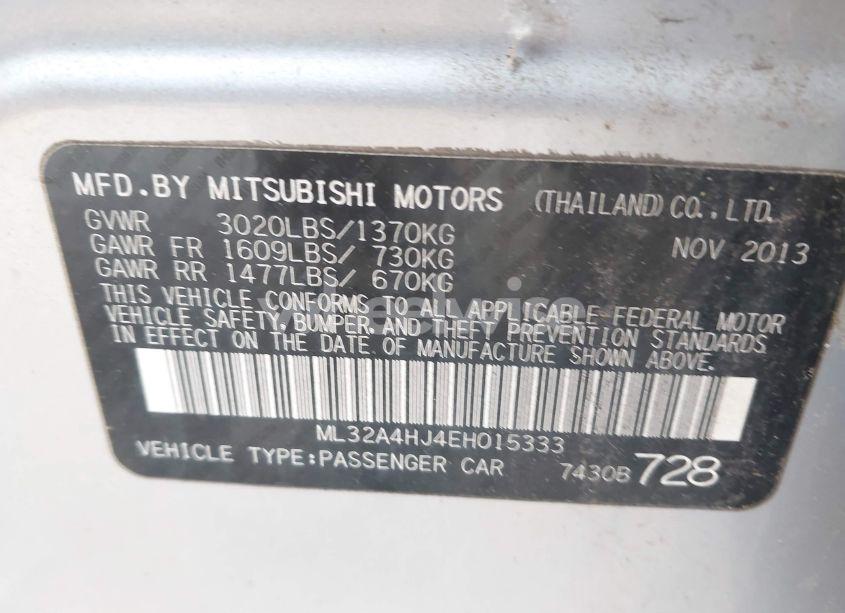 MFD.BY MITSUBISHI MOTORS (THAILAND) CO.,LTD.
GVWR 3020LBS/1370KG NOV 2013
GAWR FR 1609LBS/ 730KG
GAWR RR 1477LBS/ 670KG
THIS VEHICLE CONFORMS TO ALL APPLICABLE FEDERAL MOTOR
VEHICLE SAFETY, BUMPER, AND THEFT PREVENTION STANDARDS
IN EFFECT ON THE DATE OF MANUFACTURE SHOWN ABOVE.
ML32A4HJ4EH015333
VEHICLE TYPE:PASSENGER CAR 7430B 728